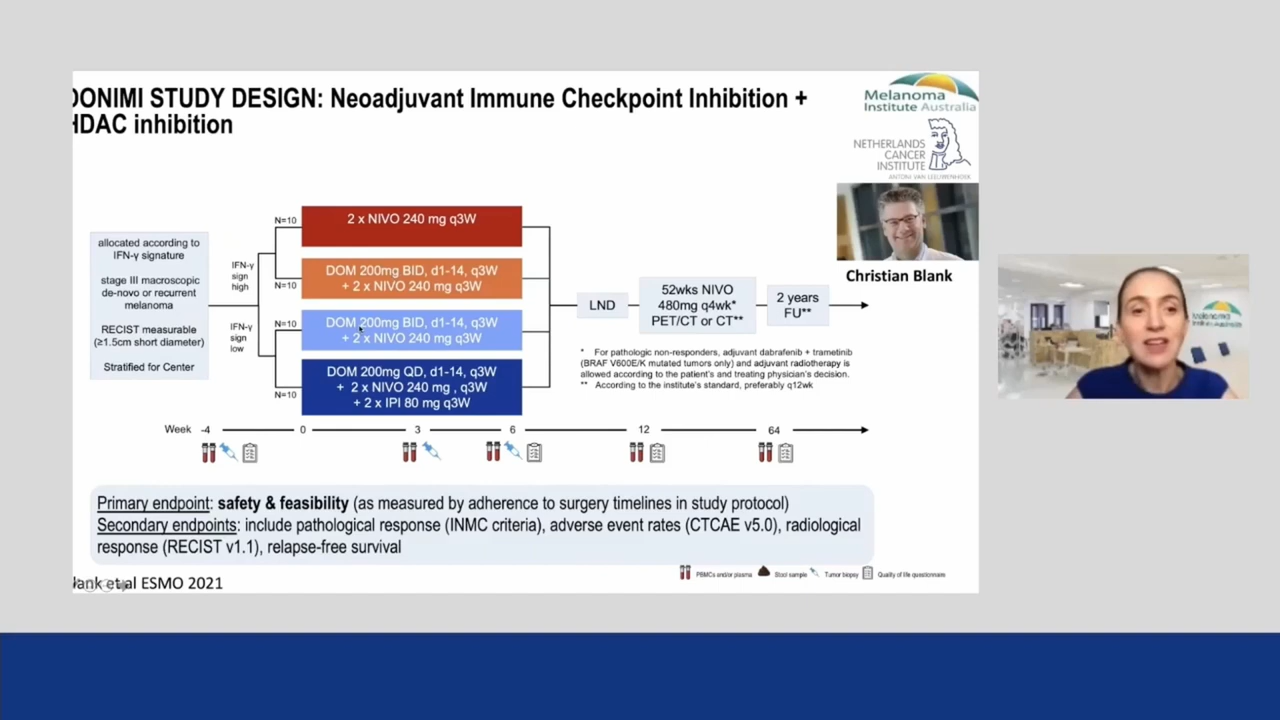 DONIMI STUDY DESIGN: Neoadjuvant Immune Checkpoint Inhibition +
HDAC inhibition
Melanoma
Institute Australia
NETHERLANDS
CANCER
INSTITUTE
ANTONI VAN LEEUWENHOEK
Christian Blank
allocated according to
IFN-γ signature
stage III macroscopic
de-novo or recurrent
melanoma
RECIST measurable
(≥1.5cm short diameter)
Stratified for Center
IFN-γ
sign
high
IFN-γ
sign
low
N=10
2 x NIVO 240 mg q3W
N=10
DOM 200mg BID, d1-14, q3W
+ 2 x NIVO 240 mg q3W
N=10
DOM 200mg BID, d1-14, q3W
+ 2 x NIVO 240 mg q3W
N=10
DOM 200mg QD, d1-14, q3W
+ 2 x NIVO 240 mg , q3W
+ 2 x IPI 80 mg q3W
LND
52wks NIVO
480mg q4wk*
PET/CT or CT**
2 years
FU**
* For pathologic non-responders, adjuvant dabrafenib + trametinib
(BRAF V600E/K mutated tumors only) and adjuvant radiotherapy is
allowed according to the patient's and treating physician's decision.
** According to the institute's standard, preferably q12wk
Week -4 0 3 6 12 64
Primary endpoint: safety & feasibility (as measured by adherence to surgery timelines in study protocol)
Secondary endpoints: include pathological response (INMC criteria), adverse event rates (CTCAE v5.0), radiological
response (RECIST v1.1), relapse-free survival
PBMCs and/or plasma Stool sample Tumor biopsy Quality of life questionnaire
lank et al ESMO 2021
Melanoma
Institute Australia